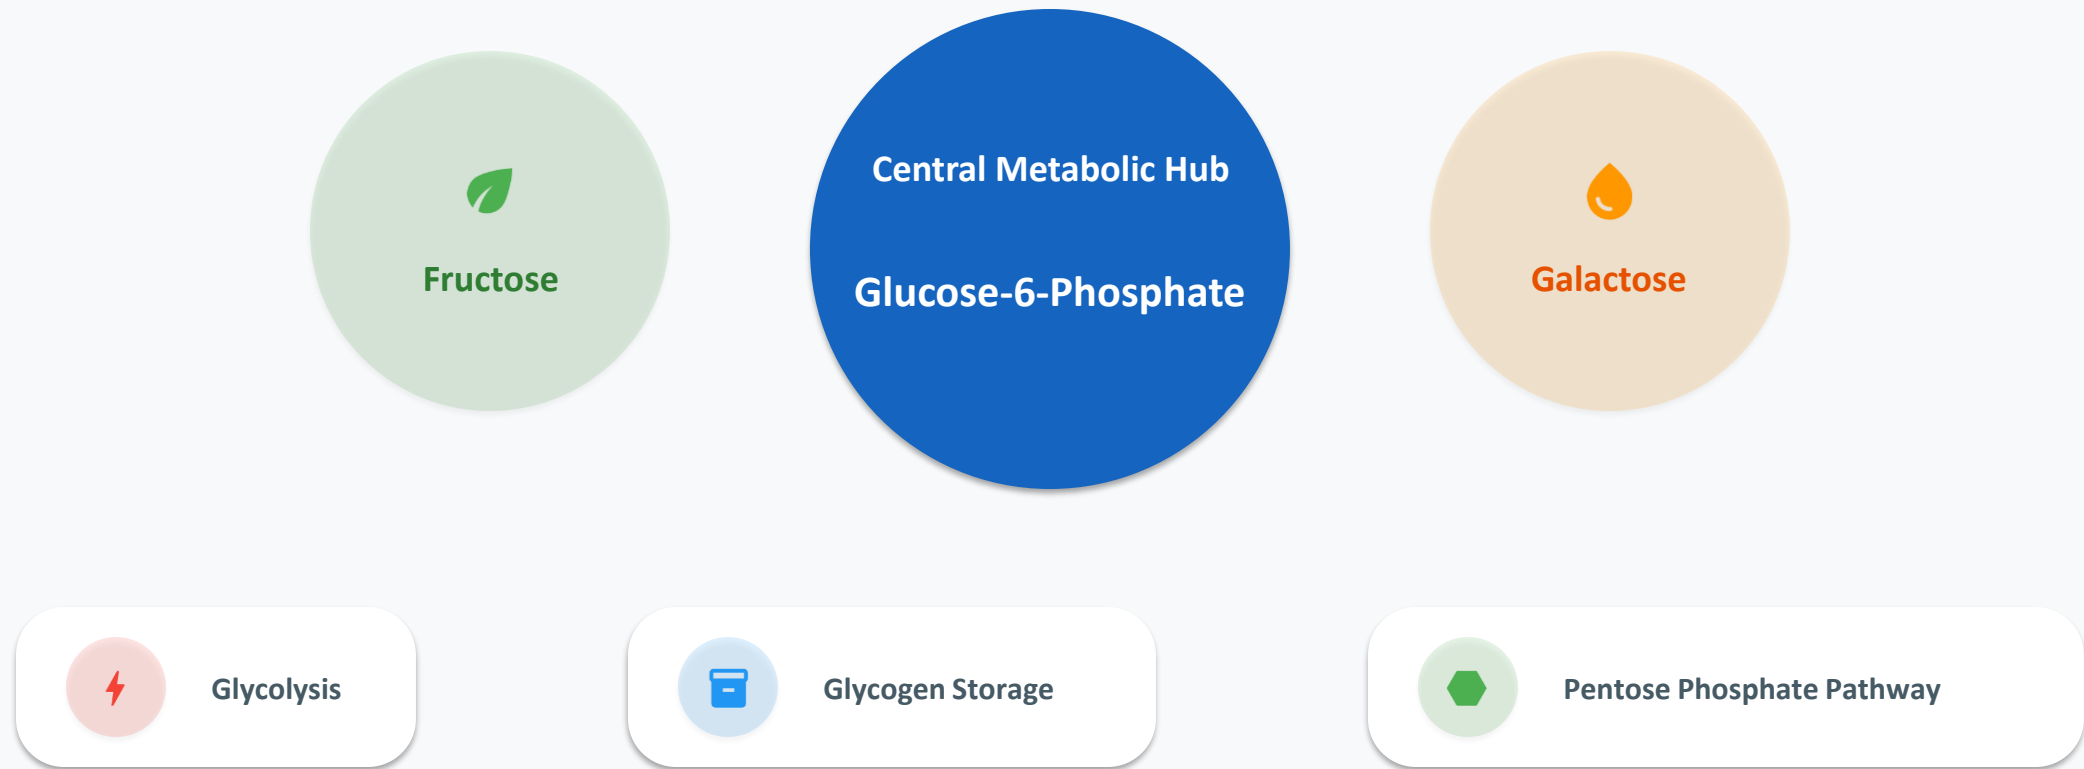 Central Metabolic Hub
Fructose
Glucose-6-Phosphate
Galactose
Glycolysis
Glycogen Storage
Pentose Phosphate Pathway